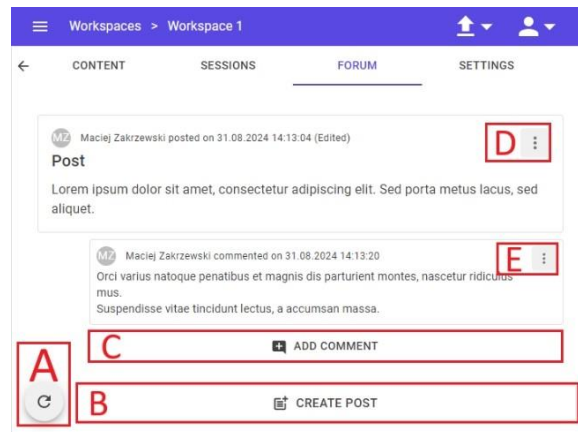 Workspaces > Workspace 1
CONTENT SESSIONS FORUM SETTINGS
MZ Maciej Zakrzewski posted on 31.08.2024 14:13:04 (Edited)
D
Post
Lorem ipsum dolor sit amet, consectetur adipiscing elit. Sed porta metus lacus, sed
aliquet.
MZ Maciej Zakrzewski commented on 31.08.2024 14:13:20
E
Orci varius natoque penatibus et magnis dis parturient montes, nascetur ridiculus
mus.
Suspendisse vitae tincidunt lectus, a accumsan massa.
C ADD COMMENT
A
B CREATE POST